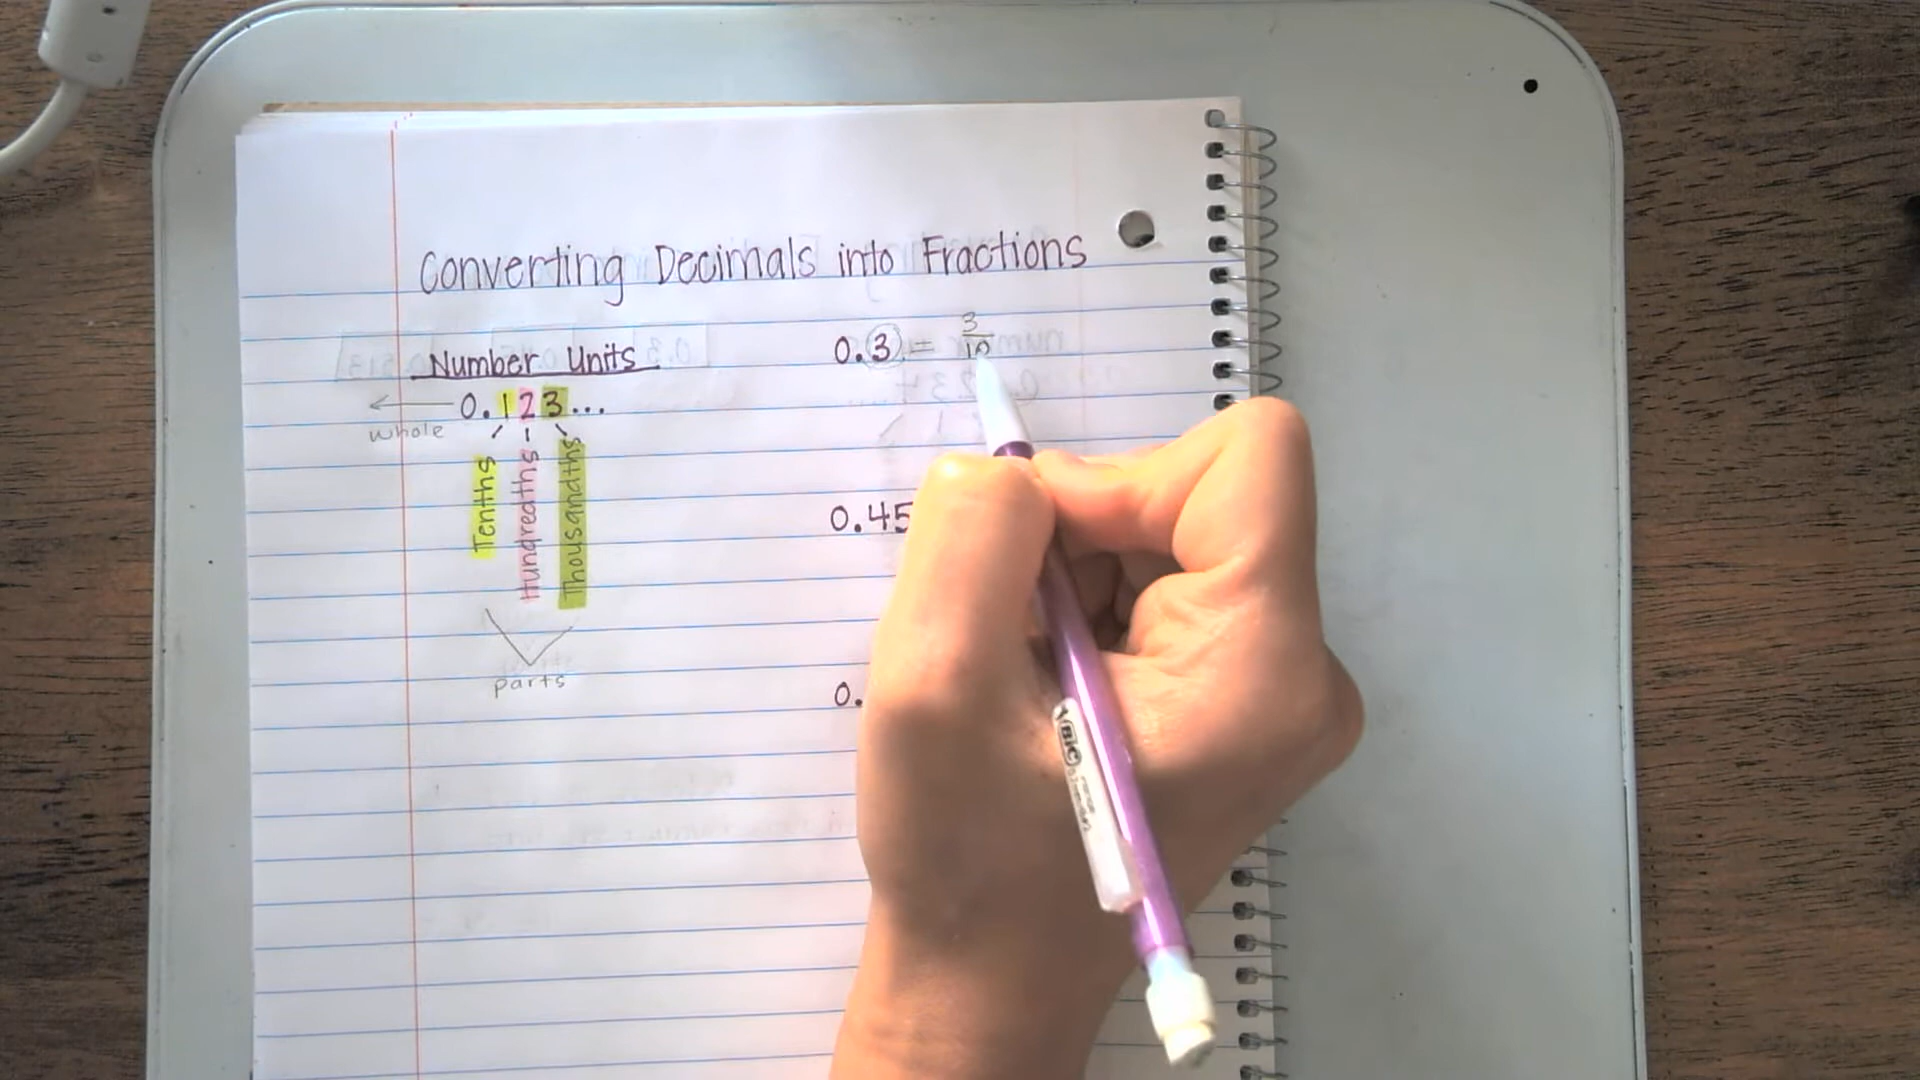 Converting Decimals into Fractions
Number Units
0.123...
whole
Tenths
Hundredths
Thousandths
parts
0.3 = 3/10
0.45
0.
BIC